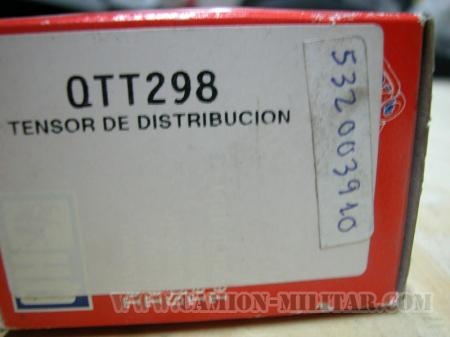 QTT298
TENSOR DE DISTRIBUCION
532003910
WWW.CAMION-MILITAR.COM